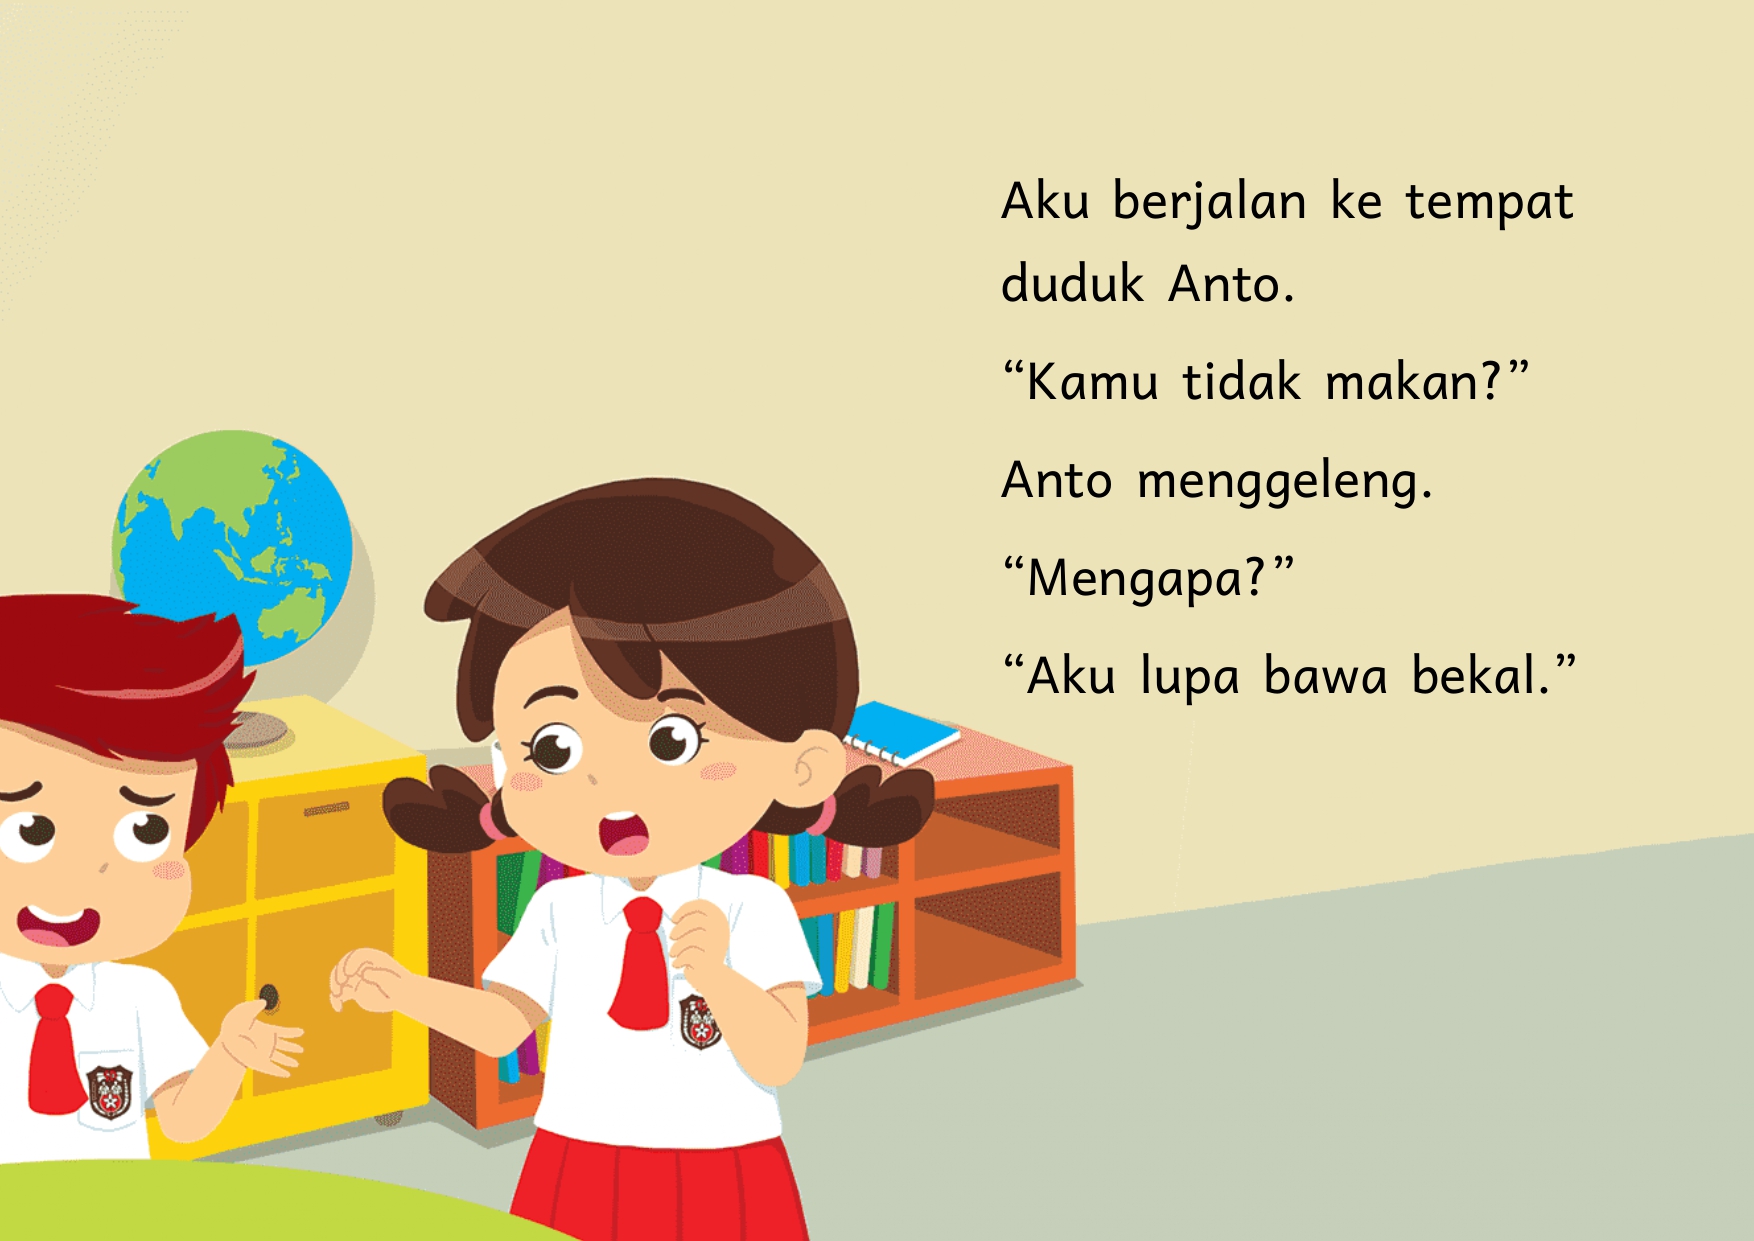 Aku berjalan ke tempat
duduk Anto.
“Kamu tidak makan?”
Anto menggeleng.
“Mengapa?”
“Aku lupa bawa bekal.”